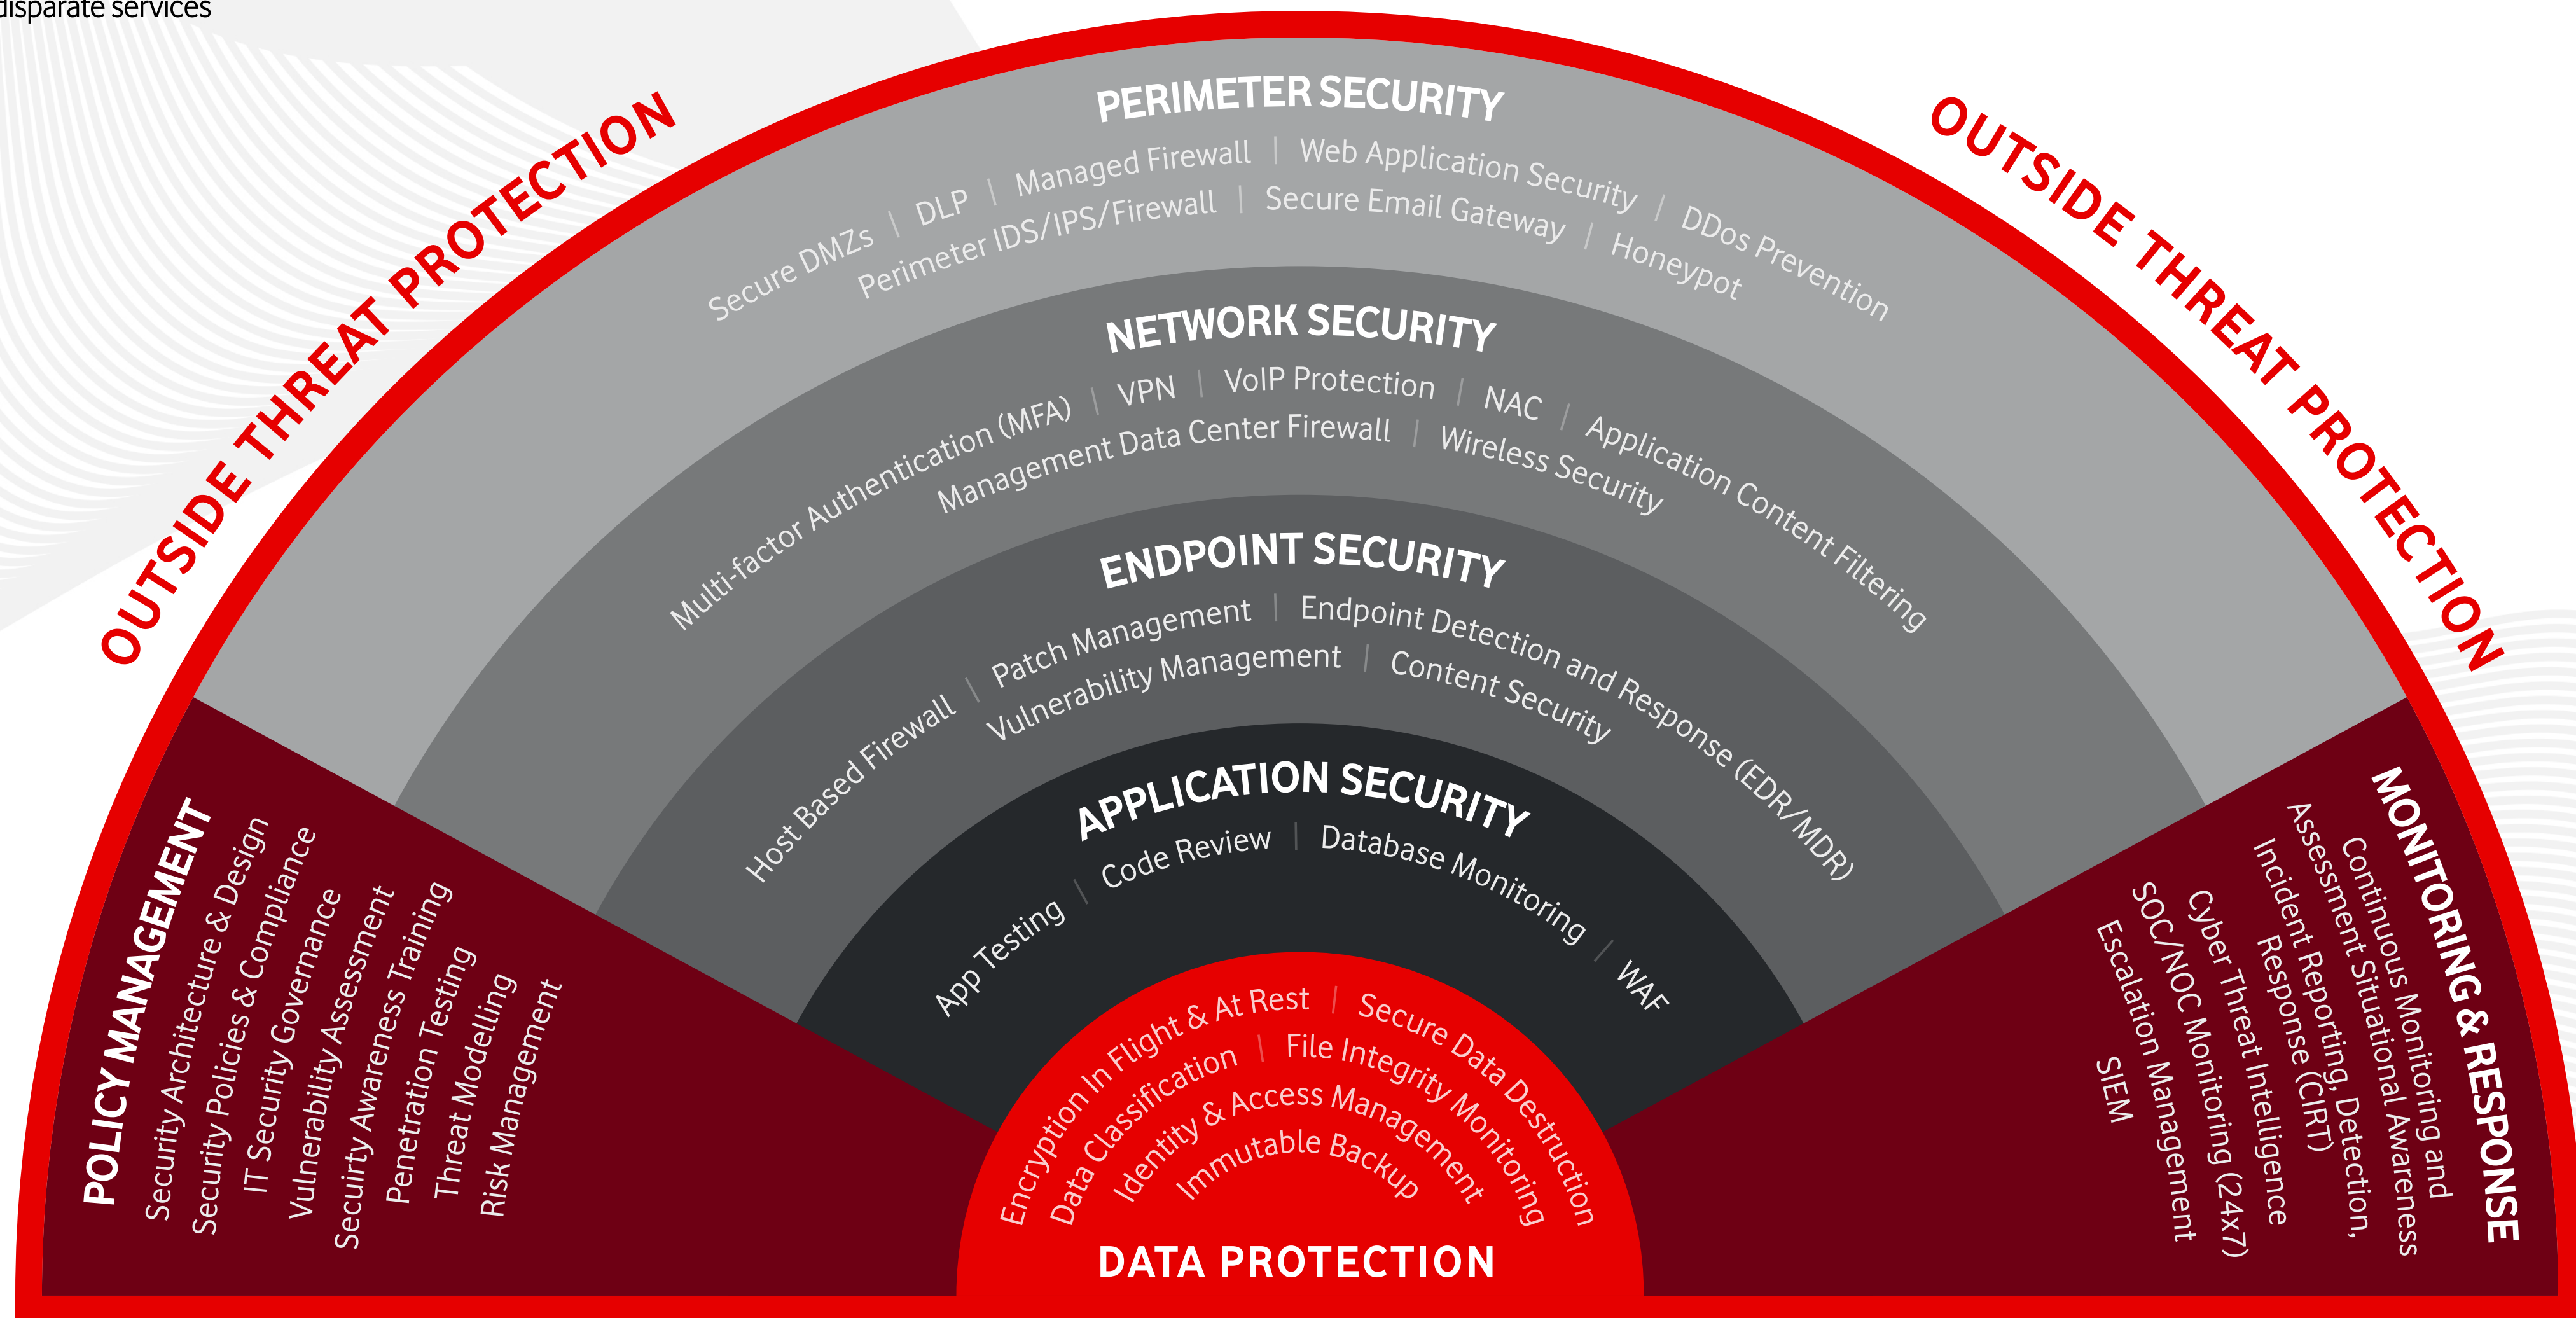 disparate services
OUTSIDE THREAT PROTECTION
OUTSIDE THREAT PROTECTION
PERIMETER SECURITY
Secure DMZs | DLP | Managed Firewall | Web Application Security | DDos Prevention
Perimeter IDS/IPS/Firewall | Secure Email Gateway | Honeypot
NETWORK SECURITY
Multi-factor Authentication (MFA) | VPN | VoIP Protection | NAC | Application Content Filtering
Management Data Center Firewall | Wireless Security
ENDPOINT SECURITY
Host Based Firewall | Patch Management | Endpoint Detection and Response (EDR/MDR)
Vulnerability Management | Content Security
APPLICATION SECURITY
App Testing | Code Review | Database Monitoring | WAF
Encryption In Flight & At Rest | Secure Data Destruction
Data Classification | File Integrity Monitoring
Identity & Access Management
Immutable Backup
DATA PROTECTION
POLICY MANAGEMENT
Security Architecture & Design
Security Policies & Compliance
IT Security Governance
Vulnerability Assessment
Secuirty Awareness Training
Penetration Testing
Threat Modelling
Risk Management
MONITORING & RESPONSE
Continuous Monitoring and
Assessment Situational Awareness
Incident Reporting, Detection,
Response (CIRT)
Cyber Threat Intelligence
SOC/NOC Monitoring (24x7)
Escalation Management
SIEM